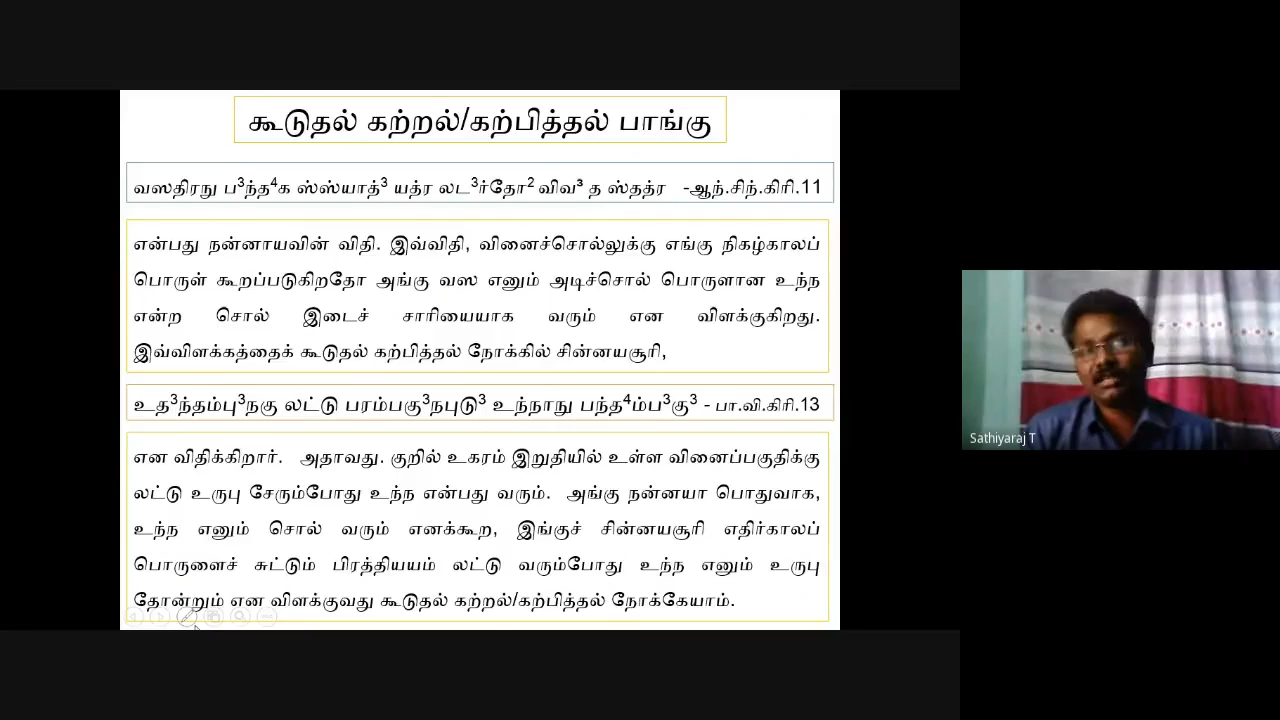 கூடுதல் கற்றல்/கற்பித்தல் பாங்கு
வஸதிரநு ப³ந்த⁴க ஸ்ஸ்யாத்³ யத்ர லட³ர்தோ² விவ³ த ஸ்தத்ர -ஆந்.சிந்.கிரி.11
என்பது நன்னாயவின் விதி. இவ்விதி, வினைச்சொல்லுக்கு எங்கு நிகழ்காலப்
பொருள் கூறப்படுகிறதோ அங்கு வஸ எனும் அடிச்சொல் பொருளான உந்ந
என்ற சொல் இடைச் சாரியையாக வரும் என விளக்குகிறது.
இவ்விளக்கத்தைக் கூடுதல் கற்பித்தல் நோக்கில் சின்னயசூரி,
உத³ந்தம்பு³நகு லட்டு பரம்பகு³நபுடு³ உந்நாநு பந்த⁴ம்ப³கு³ - பா.வி.கிரி.13
என விதிக்கிறார். அதாவது. குறில் உகரம் இறுதியில் உள்ள வினைப்பகுதிக்கு
லட்டு உருபு சேரும்போது உந்ந என்பது வரும். அங்கு நன்னயா பொதுவாக,
உந்ந எனும் சொல் வரும் எனக்கூற, இங்குச் சின்னயசூரி எதிர்காலப்
பொருளைச் சுட்டும் பிரத்தியயம் லட்டு வரும்போது உந்ந எனும் உருபு
தோன்றும் என விளக்குவது கூடுதல் கற்றல்/கற்பித்தல் நோக்கேயாம்.
Sathiyaraj T